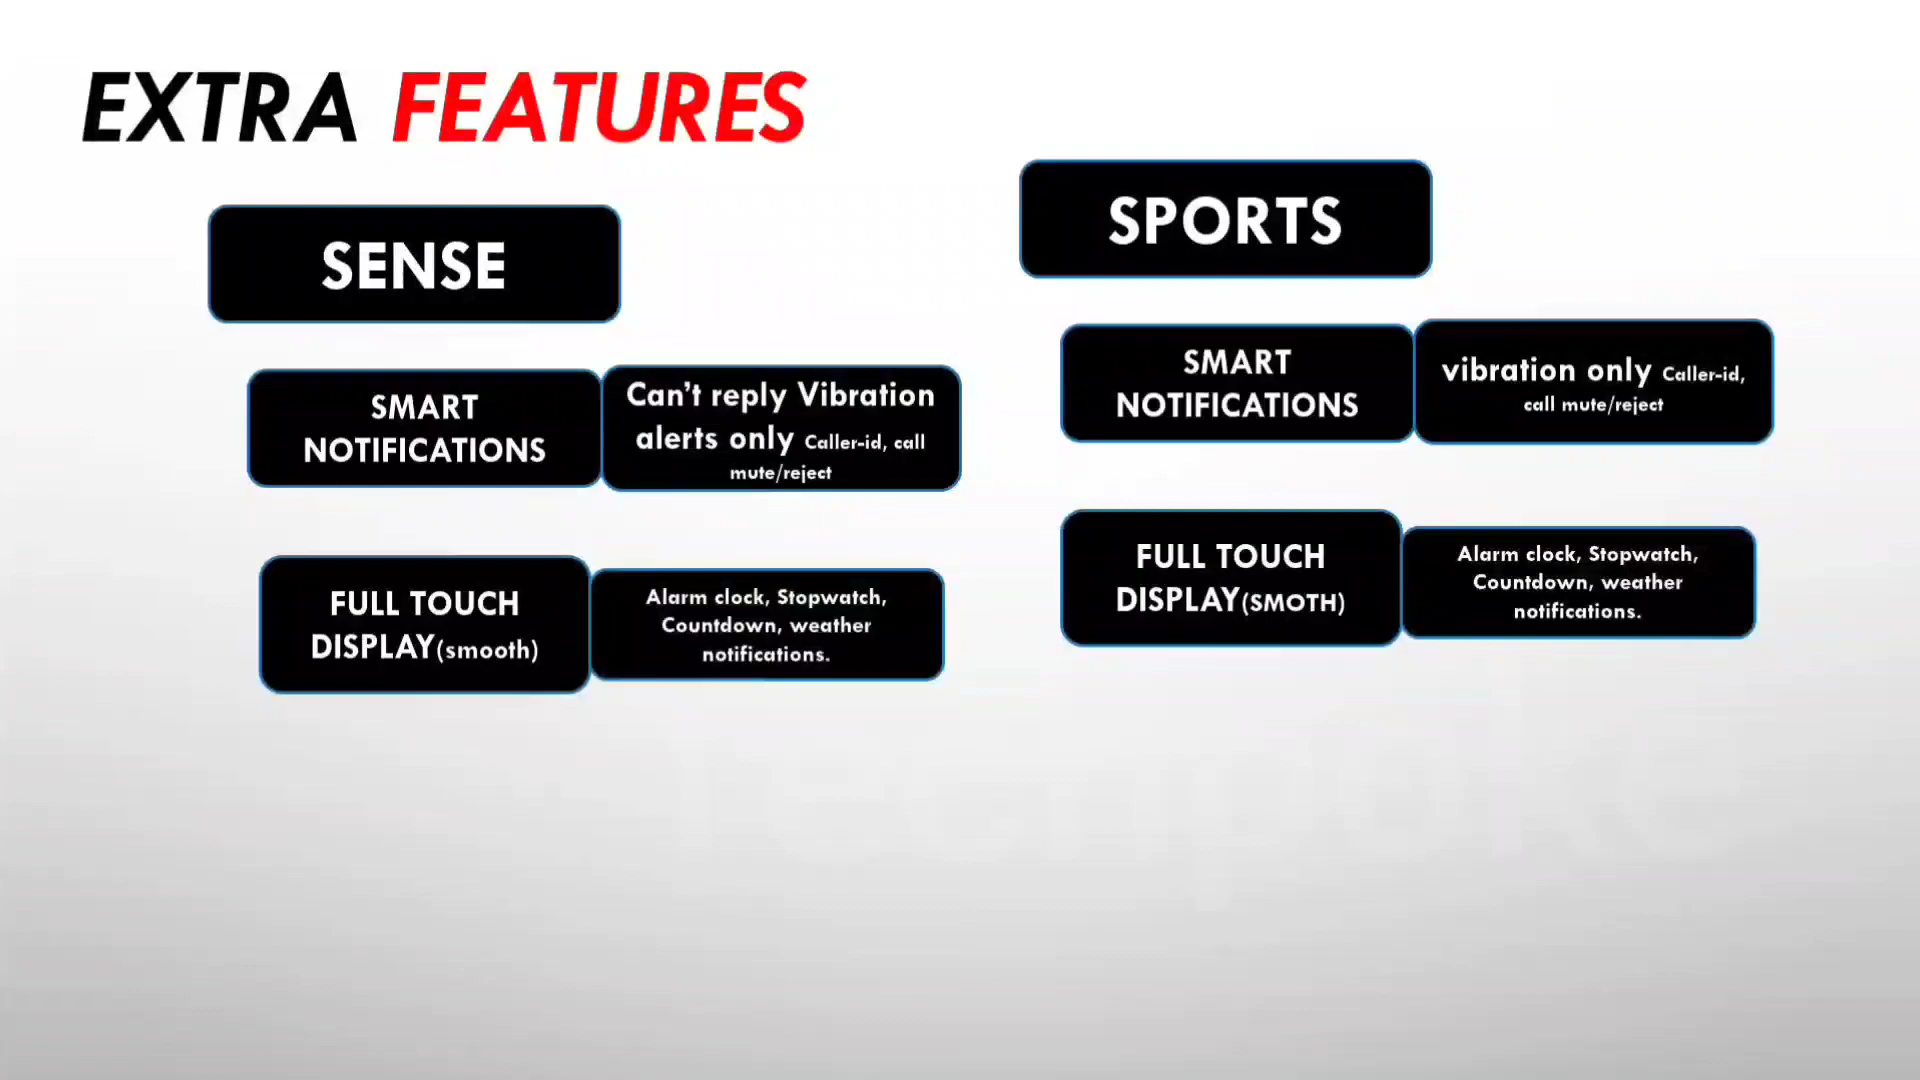 EXTRA FEATURES
SENSE
SMART
NOTIFICATIONS
Can't reply Vibration
alerts only Caller-id, call
mute/reject
FULL TOUCH
DISPLAY(smooth)
Alarm clock, Stopwatch,
Countdown, weather
notifications.
SPORTS
SMART
NOTIFICATIONS
vibration only Caller-id,
call mute/reject
FULL TOUCH
DISPLAY(SMOTH)
Alarm clock, Stopwatch,
Countdown, weather
notifications.